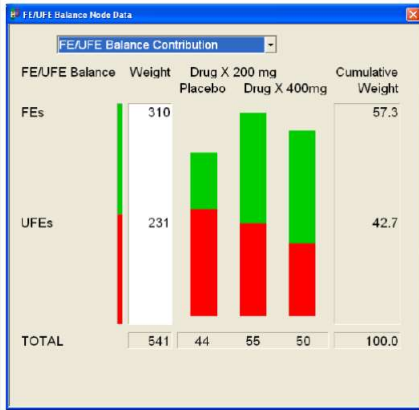 FE/UFE Balance Node Data
FE/UFE Balance Contribution
FE/UFE Balance Weight Drug X 200 mg Cumulative
Placebo Drug X 400mg Weight
FEs 310 57.3
UFEs 231 42.7
TOTAL 541 44 55 50 100.0